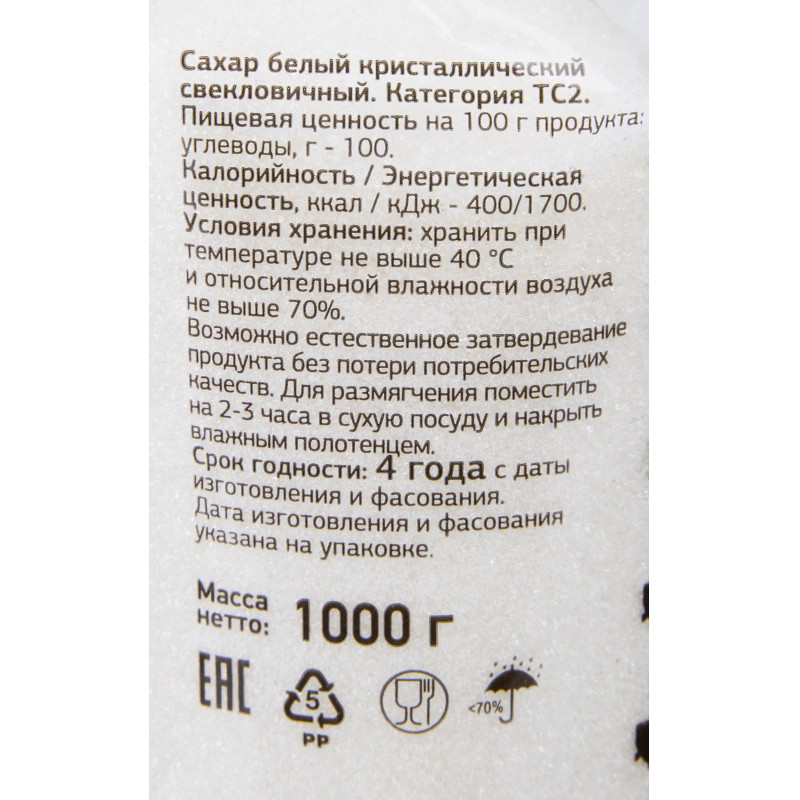 Сахар белый кристаллический
свекловичный. Категория ТС2.
Пищевая ценность на 100 г продукта:
углеводы, г - 100.
Калорийность / Энергетическая
ценность, ккал / кДж - 400/1700.
Условия хранения: хранить при
температуре не выше 40 °С
и относительной влажности воздуха
не выше 70%.
Возможно естественное затвердевание
продукта без потери потребительских
качеств. Для размягчения поместить
на 2-3 часа в сухую посуду и накрыть
влажным полотенцем.
Срок годности: 4 года с даты
изготовления и фасования.
Дата изготовления и фасования
указана на упаковке.
Масса
нетто: 1000 г
ЕАС
5
PP
<70%